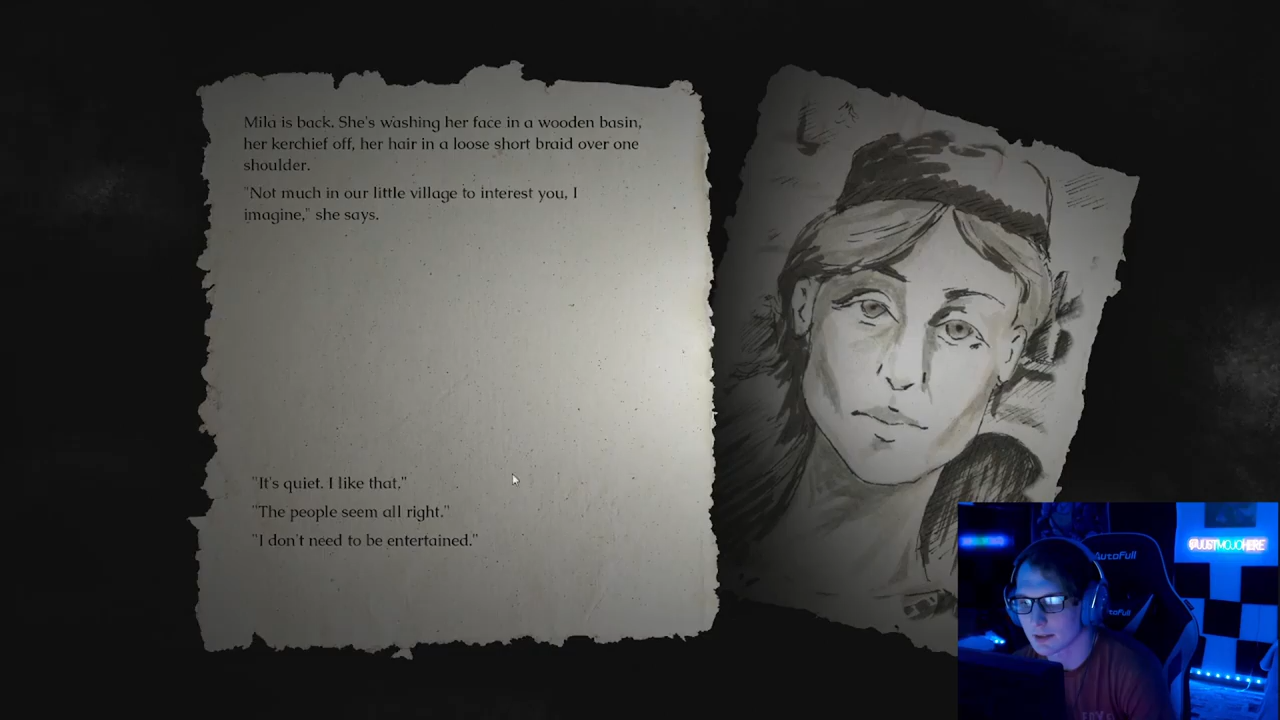 Mila is back. She's washing her face in a wooden basin,
her kerchief off, her hair in a loose short braid over one
shoulder.
"Not much in our little village to interest you, I
imagine," she says.
"It's quiet. I like that."
"The people seem all right."
"I don't need to be entertained."
AutoFull
@IJUSTMOJOHERE